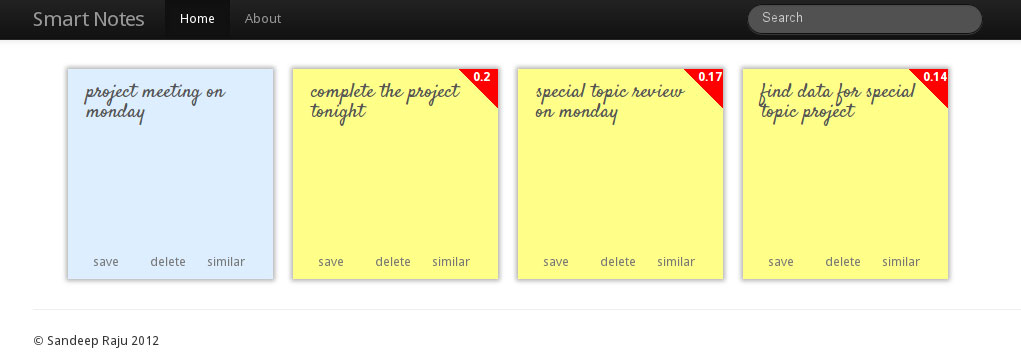 Smart Notes Home About Search
0.2 0.17 0.14
project meeting on
monday
complete the project
tonight
special topic review
on monday
find data for special
topic project
save delete similar save delete similar save delete similar save delete similar
© Sandeep Raju 2012